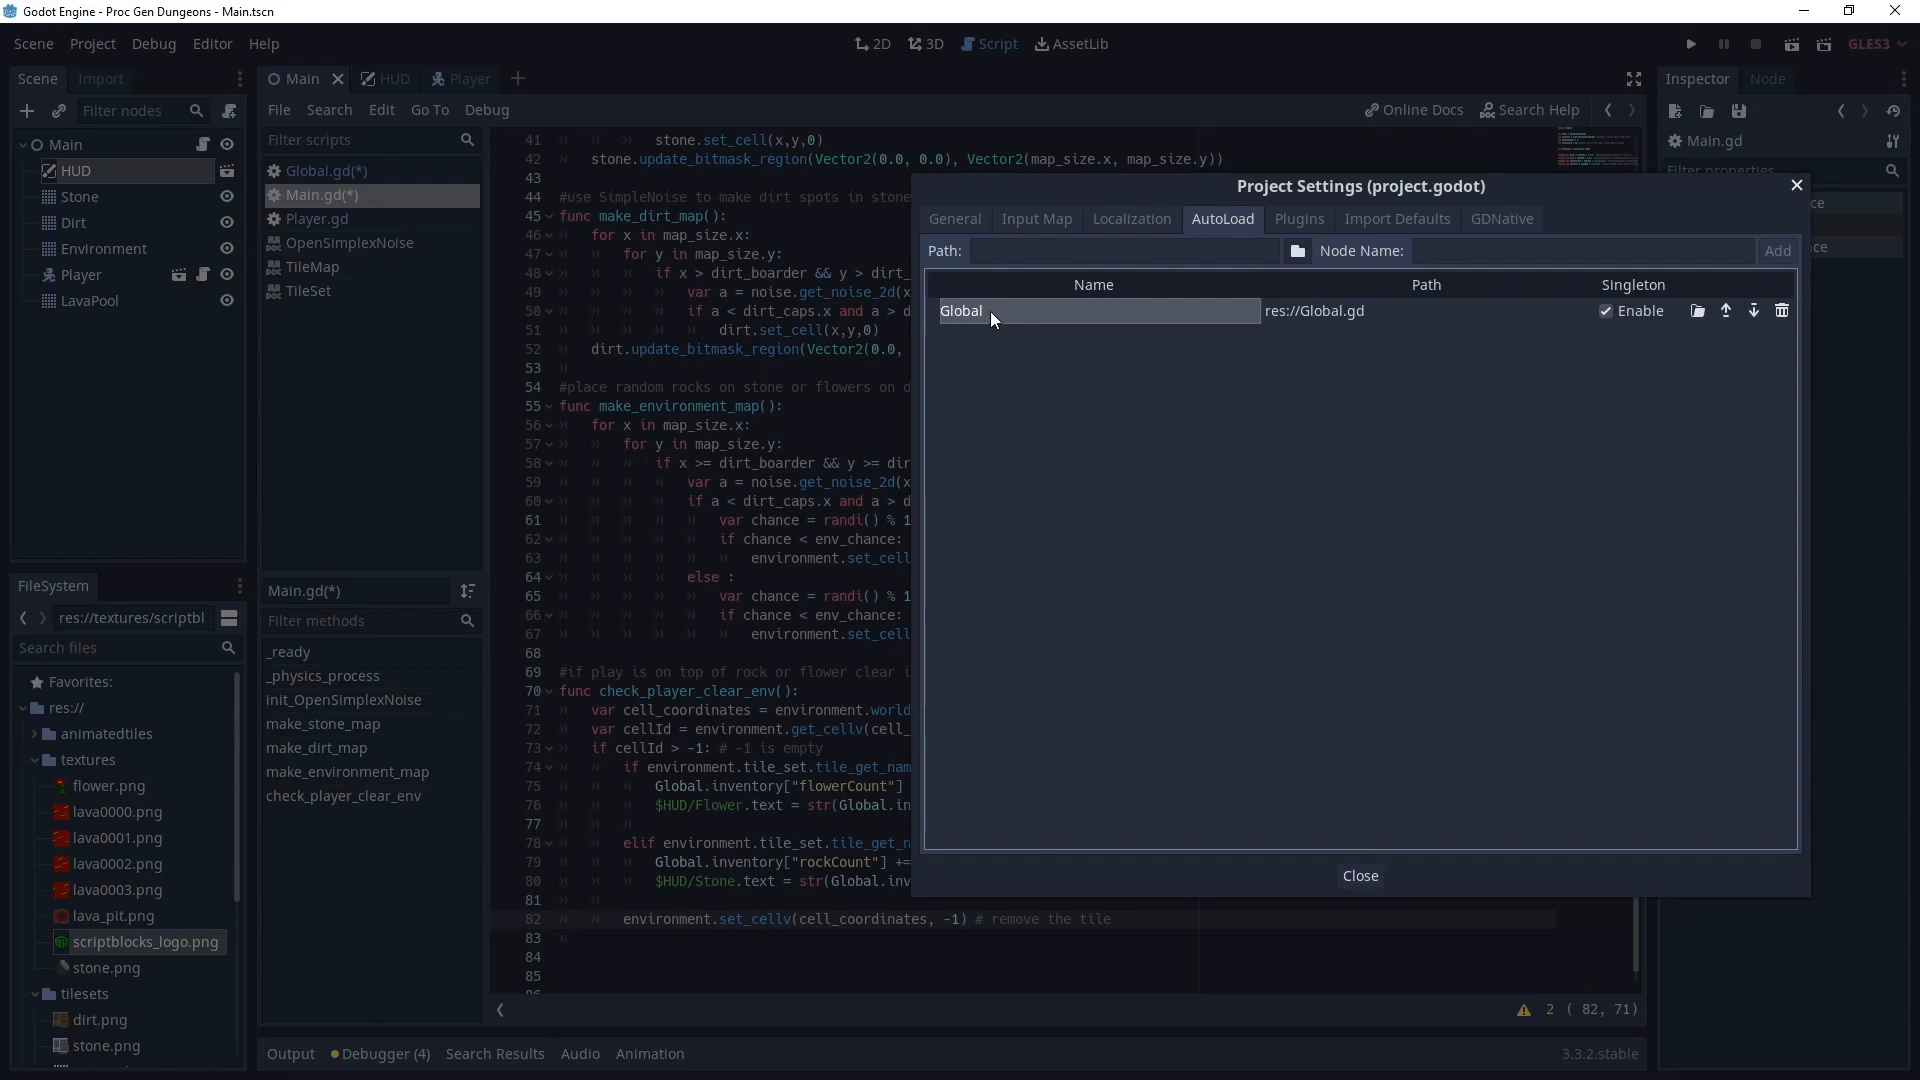 Godot Engine - Proc Gen Dungeons - Main.tscn
Scene Project Debug Editor Help
2D 3D Script AssetLib
GLES3
Scene Import
Filter nodes
Main
HUD
Stone
Dirt
Environment
Player
LavaPool
FileSystem
res://textures/scriptbl
Search files
Favorites:
res://
animatedtiles
textures
flower.png
lava0000.png
lava0001.png
lava0002.png
lava0003.png
lava_pit.png
scriptblocks_logo.png
stone.png
tilesets
dirt.png
stone.png
Main HUD Player
File Search Edit Go To Debug
Online Docs Search Help
Filter scripts
Global.gd(*)
Main.gd(*)
Player.gd
OpenSimplexNoise
TileMap
TileSet
Main.gd(*)
Filter methods
_ready
_physics_process
init_OpenSimplexNoise
make_stone_map
make_dirt_map
make_environment_map
check_player_clear_env
41 stone.set_cell(x,y,0)
42 stone.update_bitmask_region(Vector2(0.0, 0.0), Vector2(map_size.x, map_size.y))
43
44 #use SimpleNoise to make dirt spots in stone
45 func make_dirt_map():
46 for x in map_size.x:
47 for y in map_size.y:
48 if x > dirt_boarder && y > dirt_
49 var a = noise.get_noise_2d(x
50 if a < dirt_caps.x and a > d
51 dirt.set_cell(x,y,0)
52 dirt.update_bitmask_region(Vector2(0.0,
53
54 #place random rocks on stone or flowers on d
55 func make_environment_map():
56 for x in map_size.x:
57 for y in map_size.y:
58 if x >= dirt_boarder && y >= dir
59 var a = noise.get_noise_2d(x
60 if a < dirt_caps.x and a > d
61 var chance = randi() % 1
62 if chance < env_chance:
63 environment.set_cell
64 else :
65 var chance = randi() % 1
66 if chance < env_chance:
67 environment.set_cell
68
69 #if play is on top of rock or flower clear i
70 func check_player_clear_env():
71 var cell_coordinates = environment.world
72 var cellId = environment.get_cellv(cell_
73 if cellId > -1: # -1 is empty
74 if environment.tile_set.tile_get_nam
75 Global.inventory["flowerCount"]
76 $HUD/Flower.text = str(Global.in
77
78 elif environment.tile_set.tile_get_n
79 Global.inventory["rockCount"] +=
80 $HUD/Stone.text = str(Global.inv
81
82 environment.set_cellv(cell_coordinates, -1) # remove the tile
83
84
85
2 ( 82, 71)
Output Debugger (4) Search Results Audio Animation
3.3.2.stable
Project Settings (project.godot)
General Input Map Localization AutoLoad Plugins Import Defaults GDNative
Path: Node Name: Add
Name Path Singleton
Global res://Global.gd Enable
Close
Inspector Node
Main.gd
Filter properties